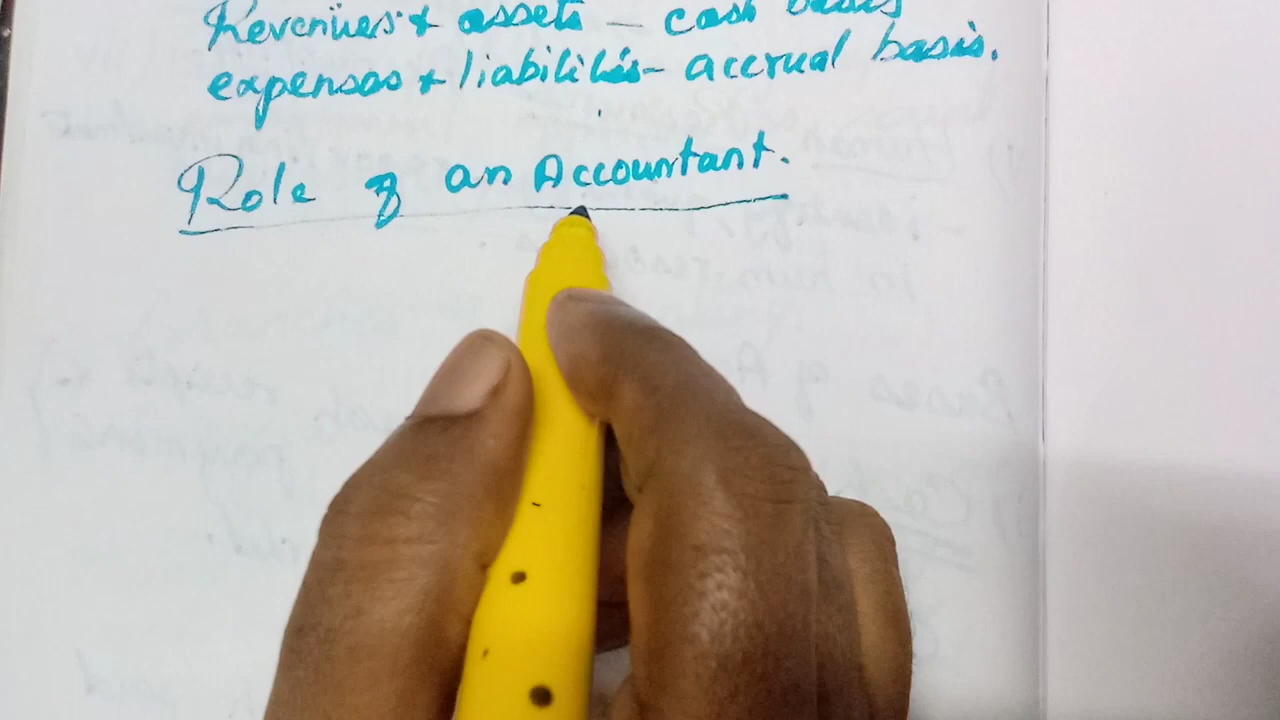 Revenues & assets - cash basis
expenses & liabilities - accrual basis.
Role of an Accountant.